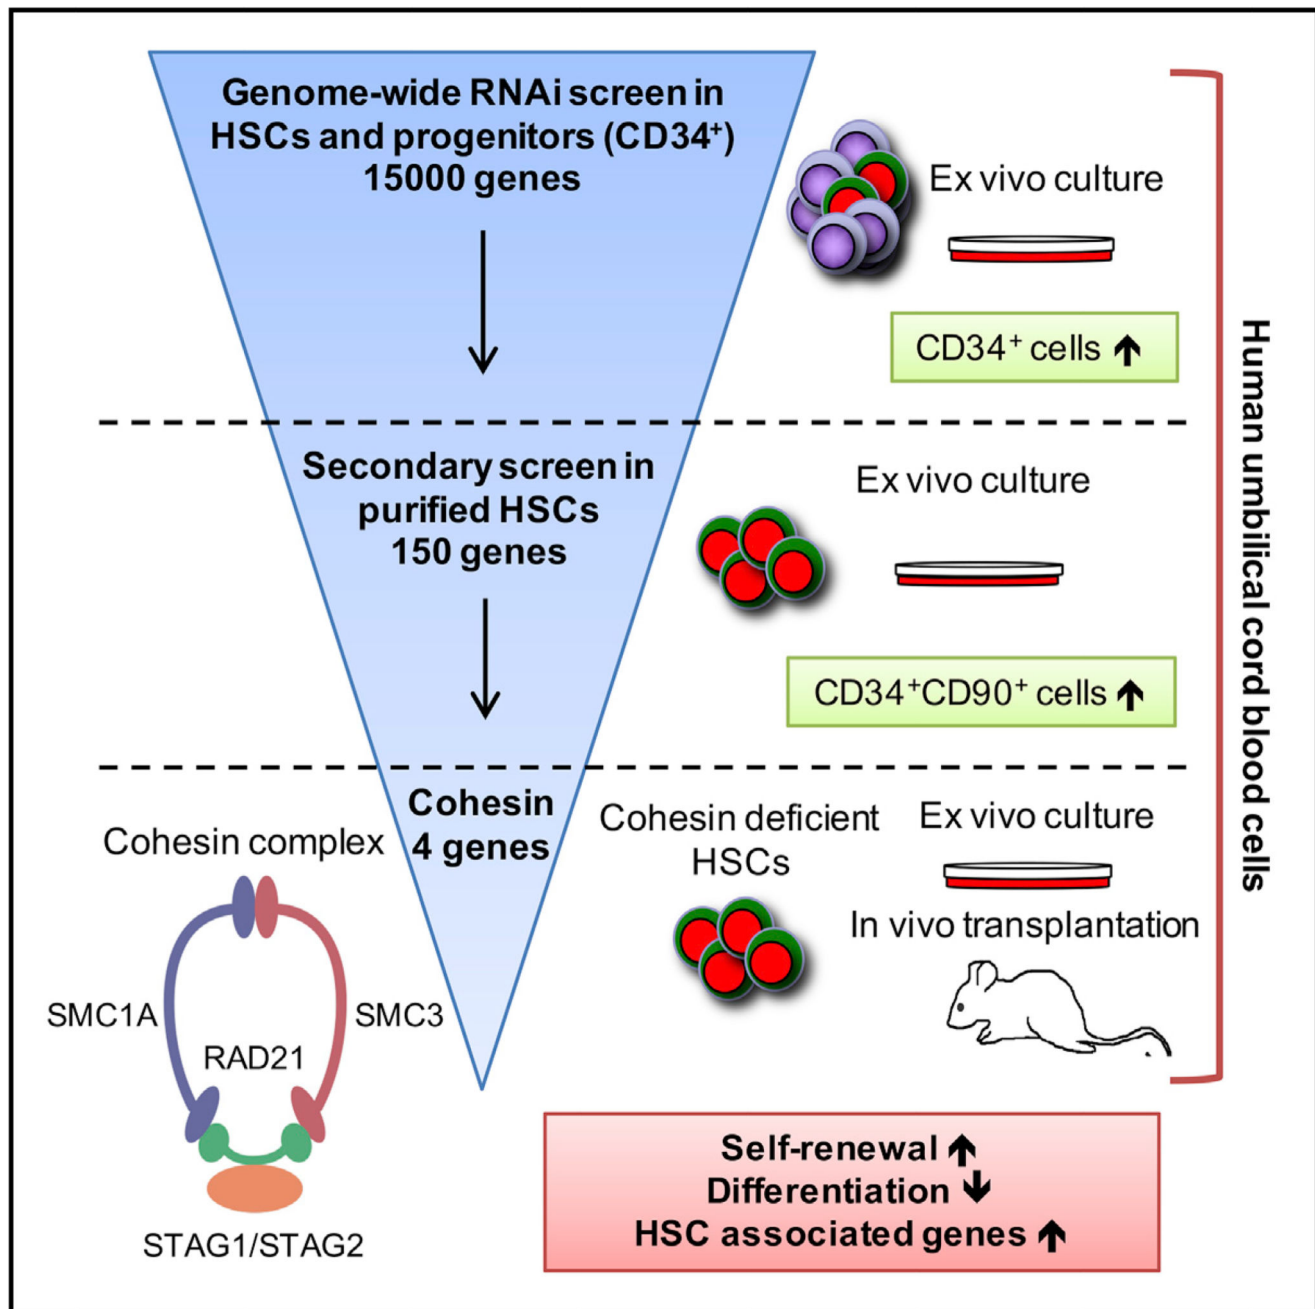 Genome-wide RNAi screen in
HSCs and progenitors (CD34⁺)
15000 genes
Ex vivo culture
CD34⁺ cells ↑
Secondary screen in
purified HSCs
150 genes
Ex vivo culture
CD34⁺CD90⁺ cells ↑
Cohesin
4 genes
Cohesin complex
SMC1A
SMC3
RAD21
STAG1/STAG2
Cohesin deficient
HSCs
Ex vivo culture
In vivo transplantation
Self-renewal ↑
Differentiation ↓
HSC associated genes ↑
Human umbilical cord blood cells